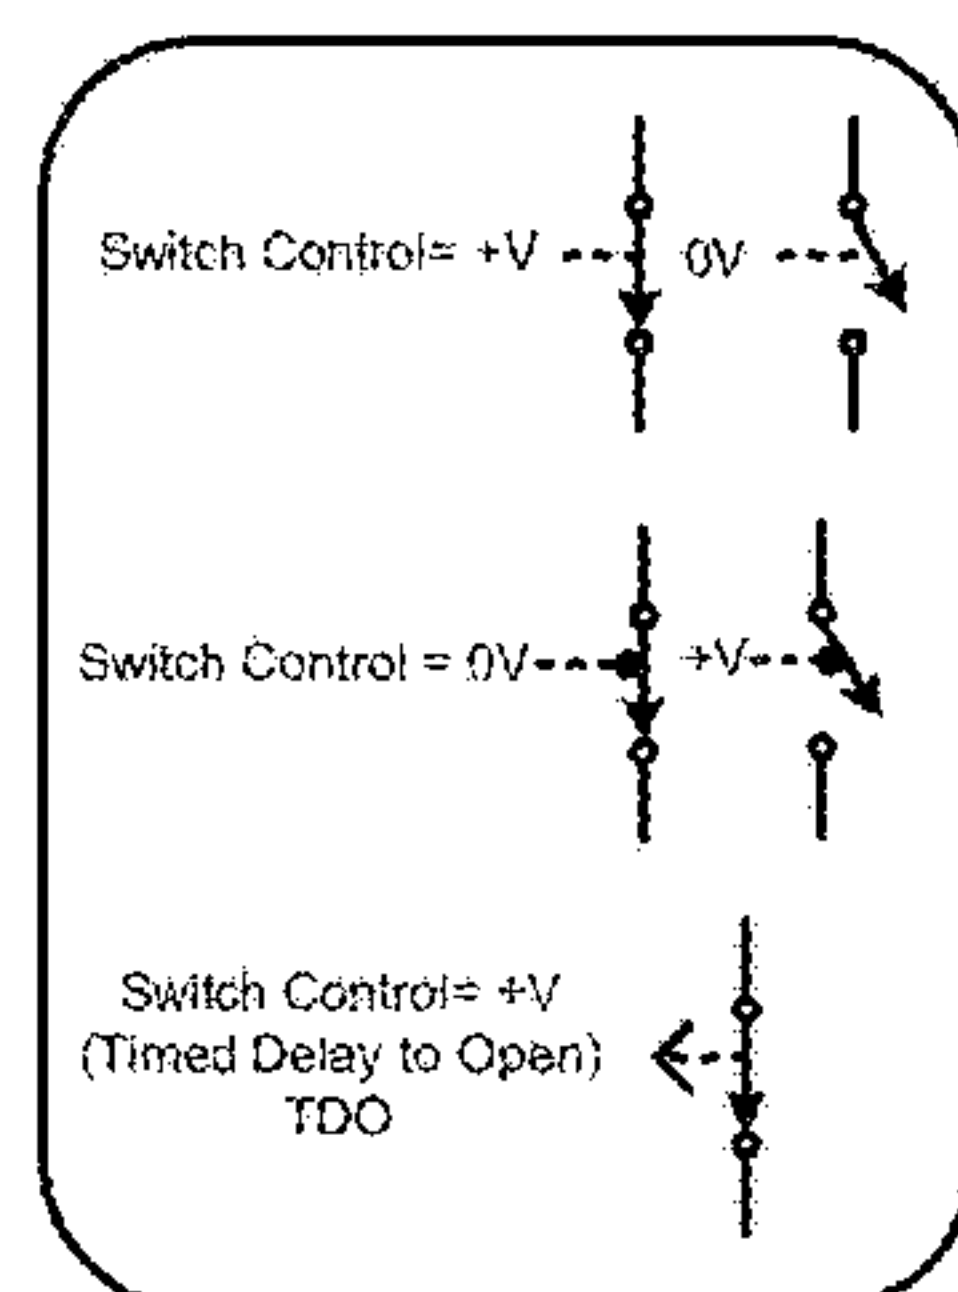 Switch Control= +V 0V
Switch Control = 0V +V
Switch Control= +V
(Timed Delay to Open)
TDO